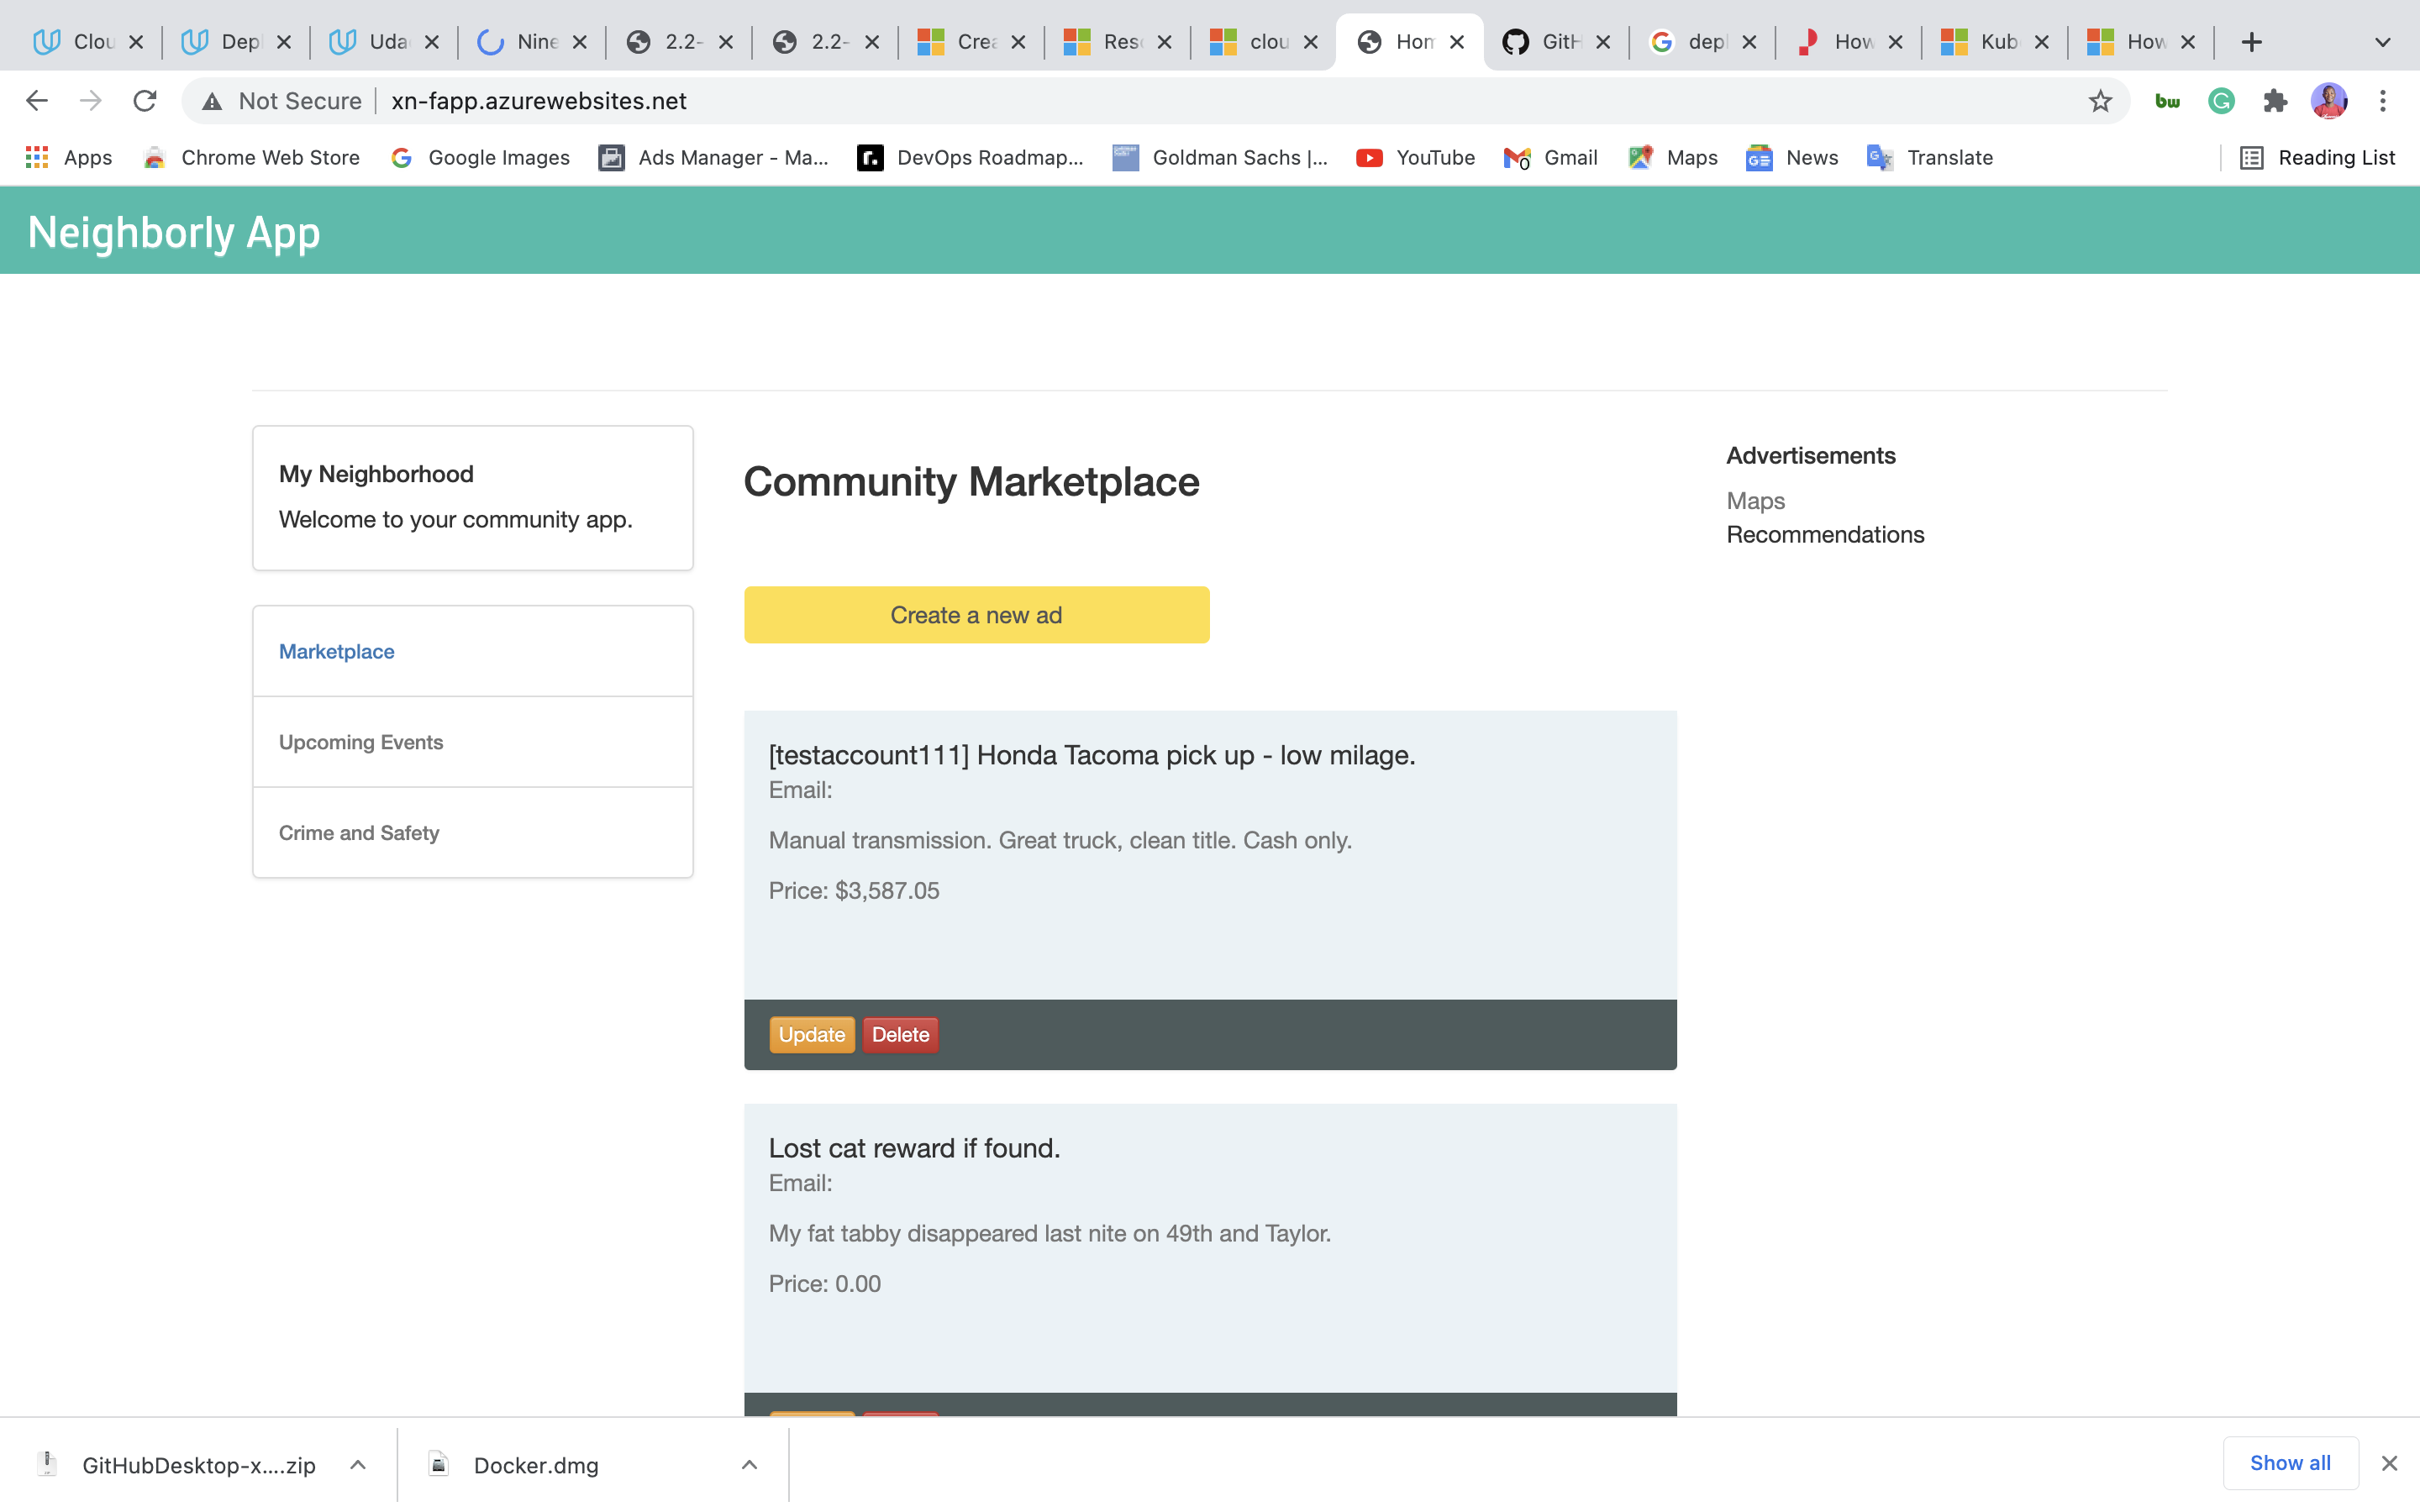 Clou
Dep
Uda
Nine
2.2-
2.2-
Crea
Reso
clou
Hom
GitH
depl
How
Kub
How
Not Secure
xn-fapp.azurewebsites.net
bw
Apps
Chrome Web Store
Google Images
Ads Manager - Ma...
r.
DevOps Roadmap...
Goldman Sachs |...
YouTube
Gmail
Maps
News
Translate
Reading List
Neighborly App
My Neighborhood
Welcome to your community app.
Marketplace
Upcoming Events
Crime and Safety
Community Marketplace
Create a new ad
[testaccount111] Honda Tacoma pick up - low milage.
Email:
Manual transmission. Great truck, clean title. Cash only.
Price: $3,587.05
Update Delete
Lost cat reward if found.
Email:
My fat tabby disappeared last nite on 49th and Taylor.
Price: 0.00
Advertisements
Maps
Recommendations
GitHubDesktop-x....zip
Docker.dmg
Show all